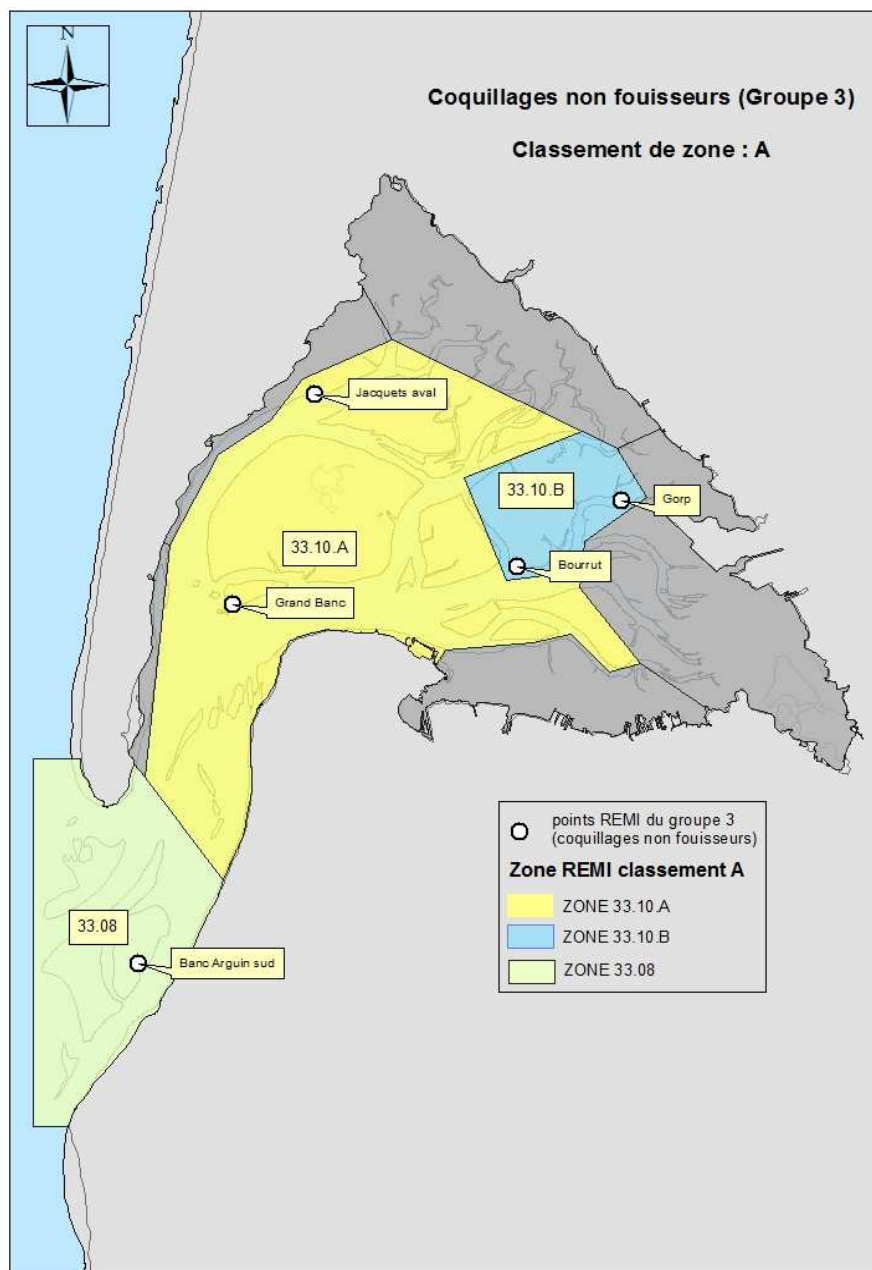 N
Coquillages non fouisseurs (Groupe 3)
Classement de zone : A
Jacquets aval
33.10.B
Gorp
33.10.A
Bourrut
Grand Banc
points REMI du groupe 3
(coquillages non fouisseurs)
Zone REMI classement A
ZONE 33.10.A
ZONE 33.10.B
ZONE 33.08
33.08
Banc Arguin sud